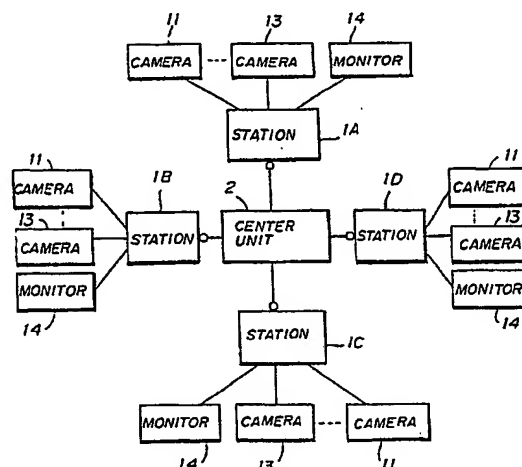 11
13
14
CAMERA
CAMERA
MONITOR
STATION
1A
11
1B
2
1D
11
CAMERA
CAMERA
13
CENTER
UNIT
13
CAMERA
STATION
STATION
CAMERA
MONITOR
MONITOR
14
14
STATION
1C
MONITOR
CAMERA
CAMERA
14
13
11